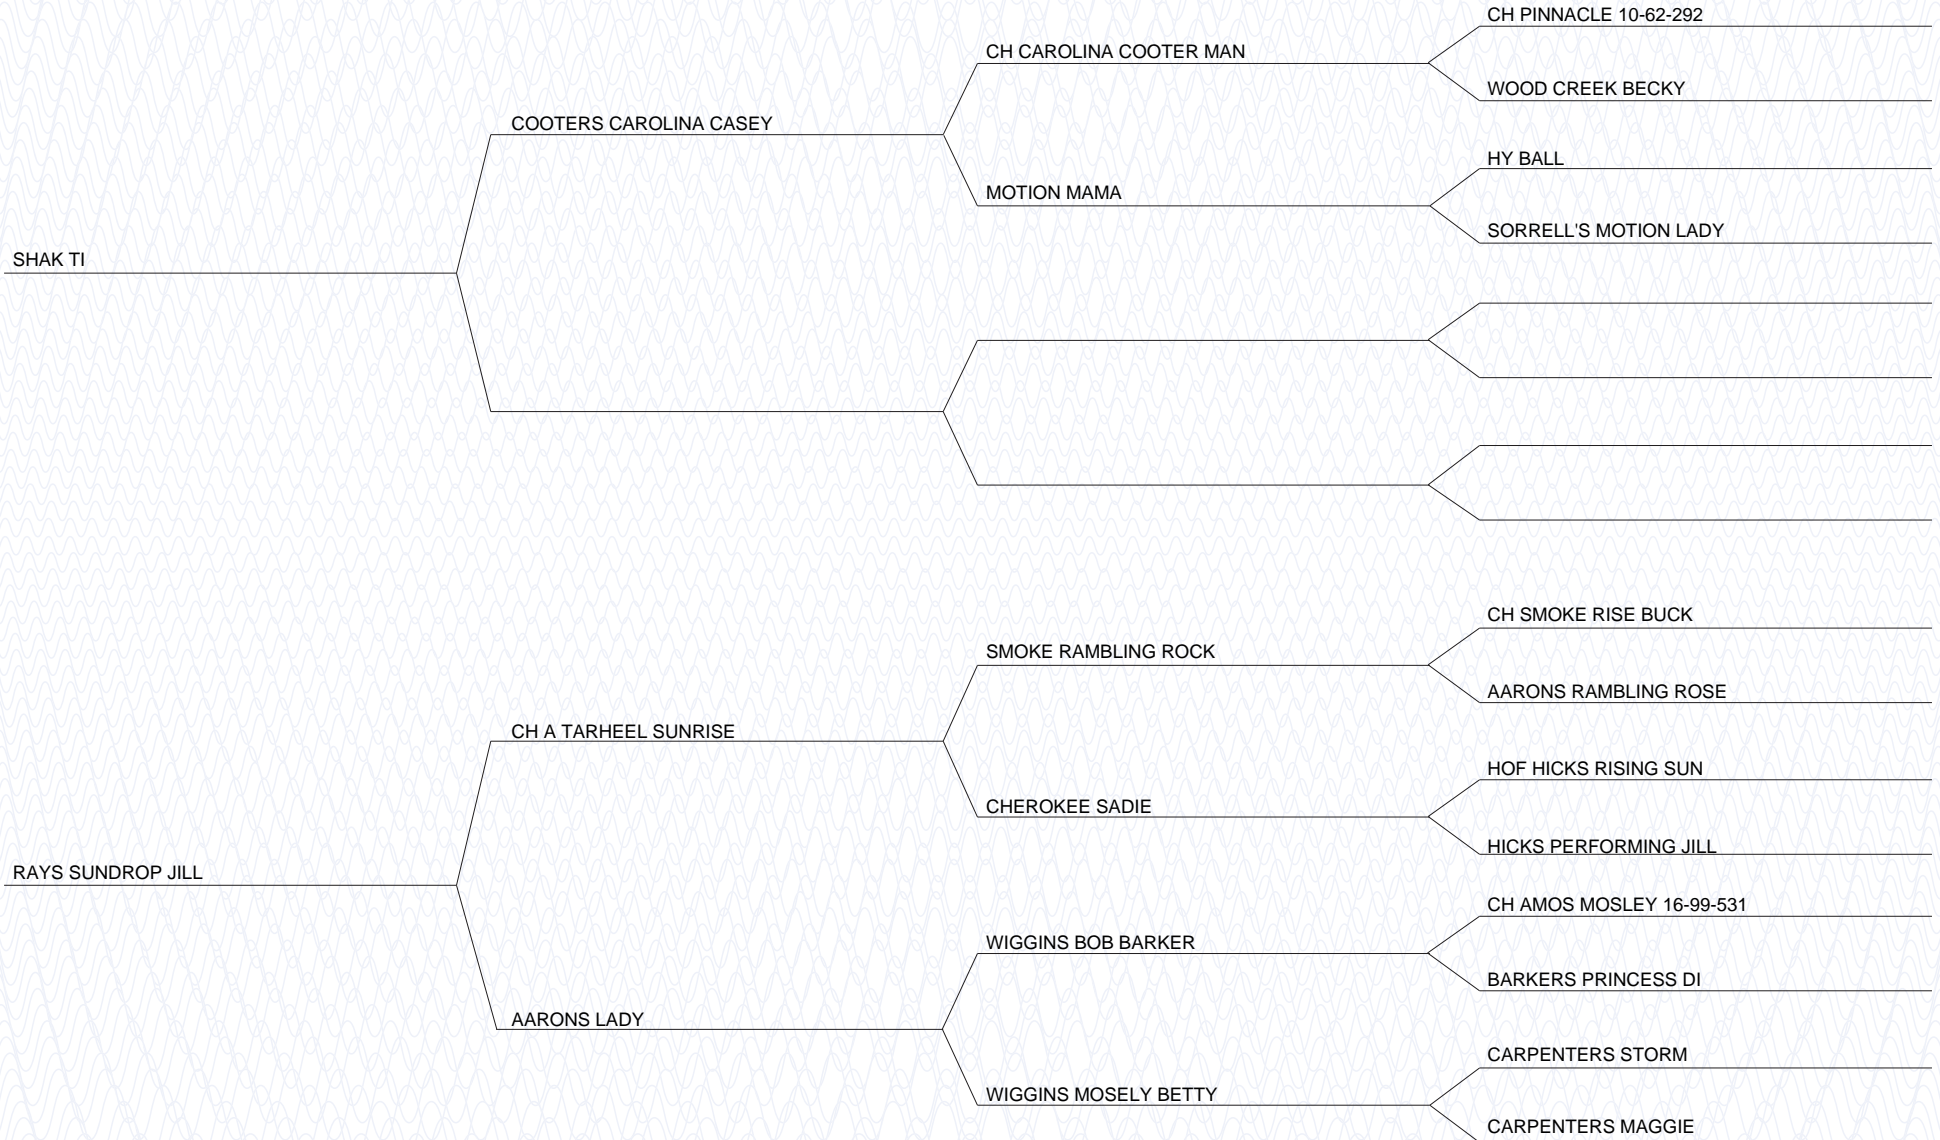 CH PINNACLE 10-62-292
CH CAROLINA COOTER MAN
WOOD CREEK BECKY
COOTERS CAROLINA CASEY
HY BALL
MOTION MAMA
SORRELL'S MOTION LADY
SHAK TI
CH SMOKE RISE BUCK
SMOKE RAMBLING ROCK
AARONS RAMBLING ROSE
CH A TARHEEL SUNRISE
HOF HICKS RISING SUN
CHEROKEE SADIE
HICKS PERFORMING JILL
RAYS SUNDROP JILL
CH AMOS MOSLEY 16-99-531
WIGGINS BOB BARKER
BARKERS PRINCESS DI
AARONS LADY
CARPENTERS STORM
WIGGINS MOSELY BETTY
CARPENTERS MAGGIE